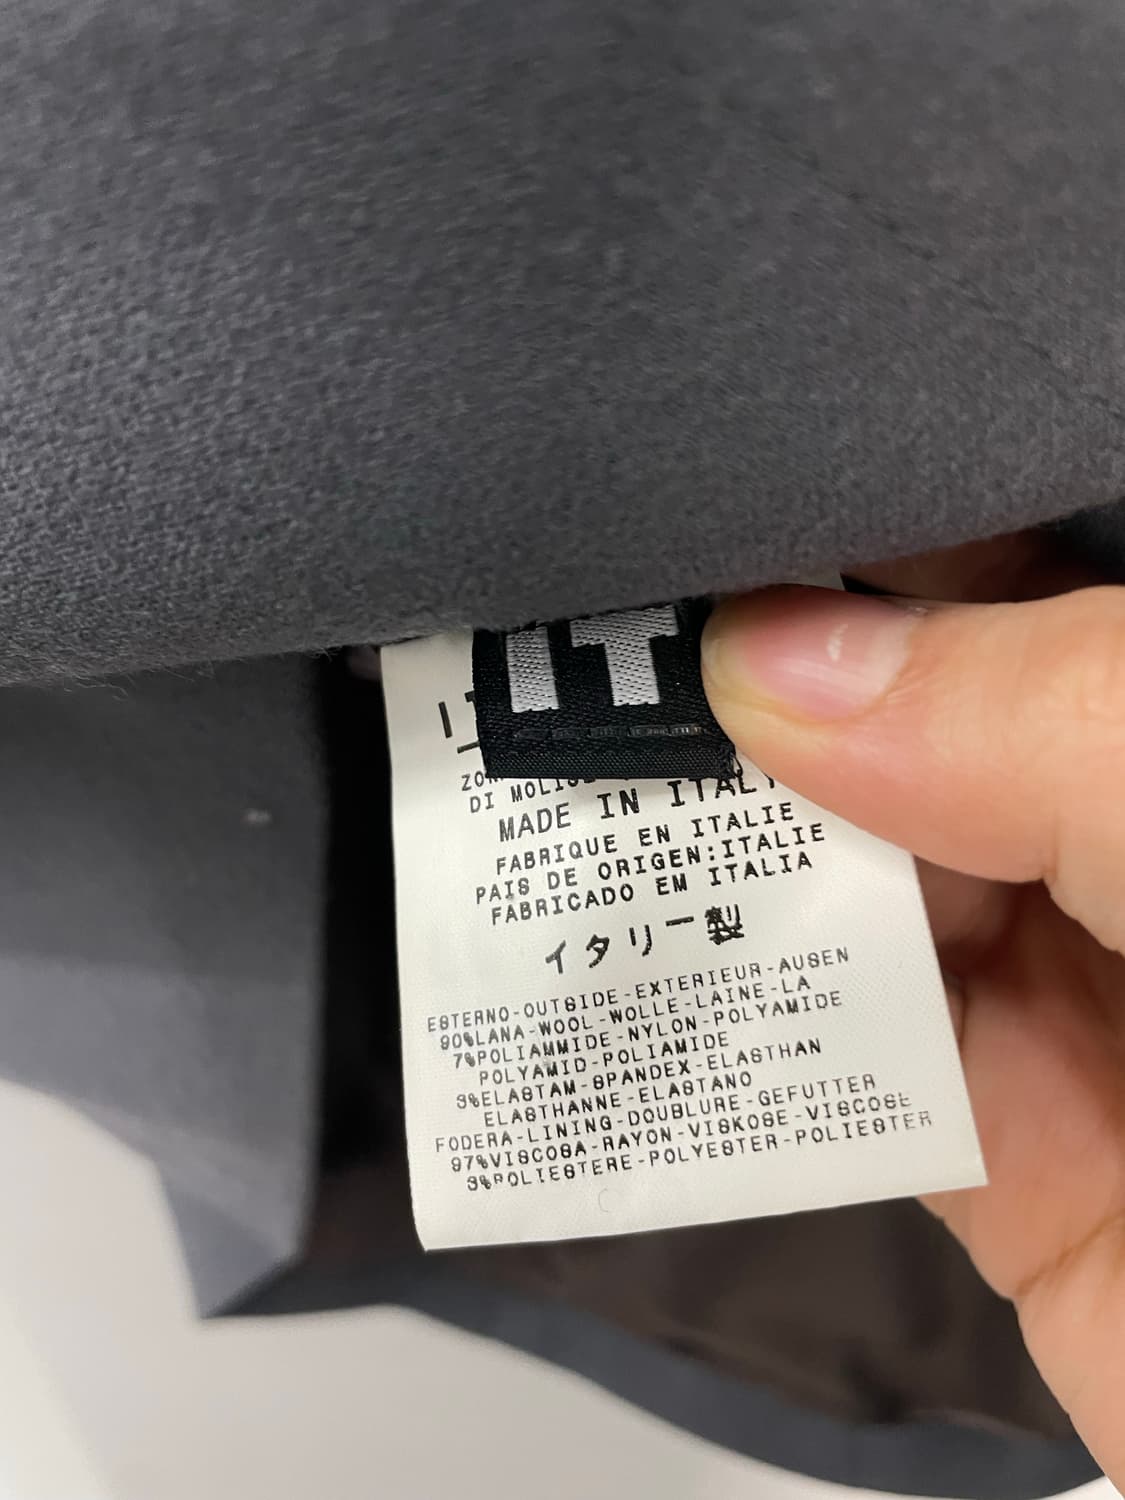 IT
DI MOLISE
MADE IN ITALY
FABRIQUE EN ITALIE
PAIS DE ORIGEN:ITALIE
FABRICADO EM ITALIA
イタリー製
ESTERNO-OUTSIDE-EXTERIEUR-AUSEN
90%LANA-WOOL-WOLLE-LAINE-LA
7%POLIAMMIDE-NYLON-POLYAMIDE
POLYAMID-POLIAMIDE
3%ELASTAM-SPANDEX-ELASTHAN
ELASTHANNE-ELASTANO
FODERA-LINING-DOUBLURE-GEFUTTER
97%VISCOSA-RAYON-VISKOSE-VISCOSE
3%POLIESTERE-POLYESTER-POLIESTER